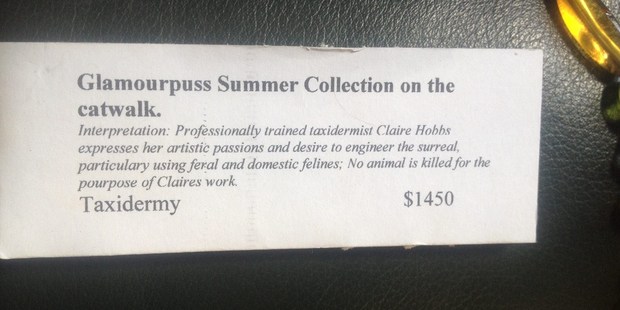 Glamourpuss Summer Collection on the
catwalk.
Interpretation: Professionally trained taxidermist Claire Hobbs
expresses her artistic passions and desire to engineer the surreal,
particulary using feral and domestic felines; No animal is killed for the
pourpose of Claires work.
Taxidermy $1450